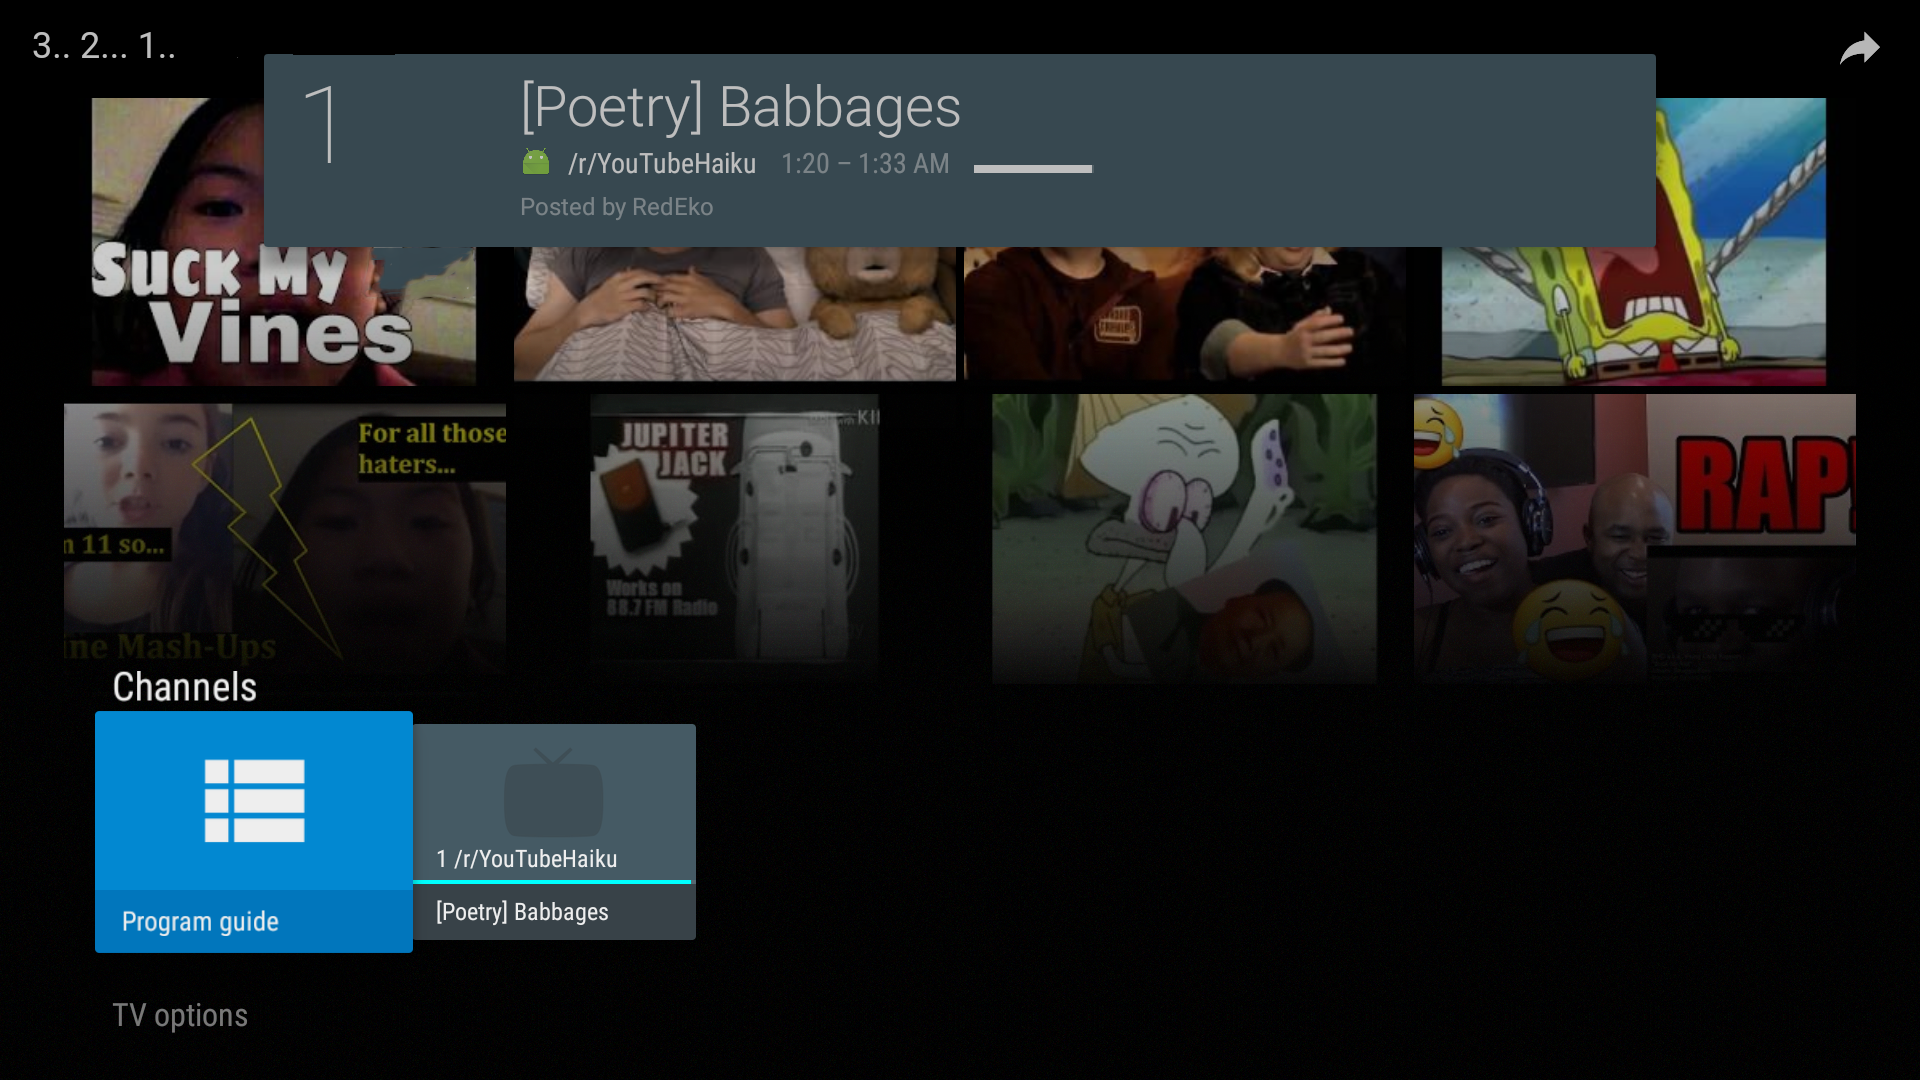 3.. 2... 1..
1
[Poetry] Babbages
/r/YouTubeHaiku 1:20 – 1:33 AM
Posted by RedEko
SUCK MY
Vines
For all those
haters...
11 so...
Mash-Ups
JUPITER
JACK
Works on
88.7 FM Radio
RAP
Channels
1 /r/YouTubeHaiku
Program guide
[Poetry] Babbages
TV options